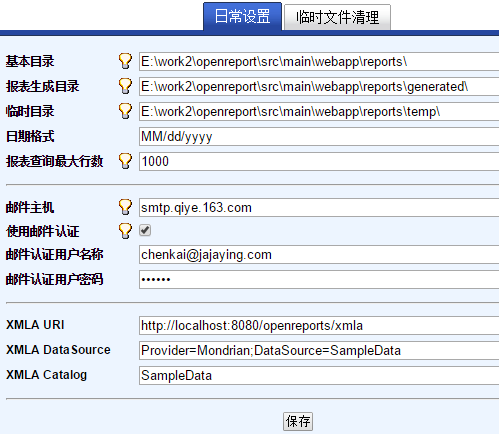 日常设置 临时文件清理
基本目录 E:\work2\openreport\src\main\webapp\reports\
报表生成目录 E:\work2\openreport\src\main\webapp\reports\generated\
临时目录 E:\work2\openreport\src\main\webapp\reports\temp\
日期格式 MM/dd/yyyy
报表查询最大行数 1000
邮件主机 smtp.qiye.163.com
使用邮件认证
邮件认证用户名称 chenkai@jajaying.com
邮件认证用户密码 ••••••
XMLA URI http://localhost:8080/openreports/xmla
XMLA DataSource Provider=Mondrian;DataSource=SampleData
XMLA Catalog SampleData
保存